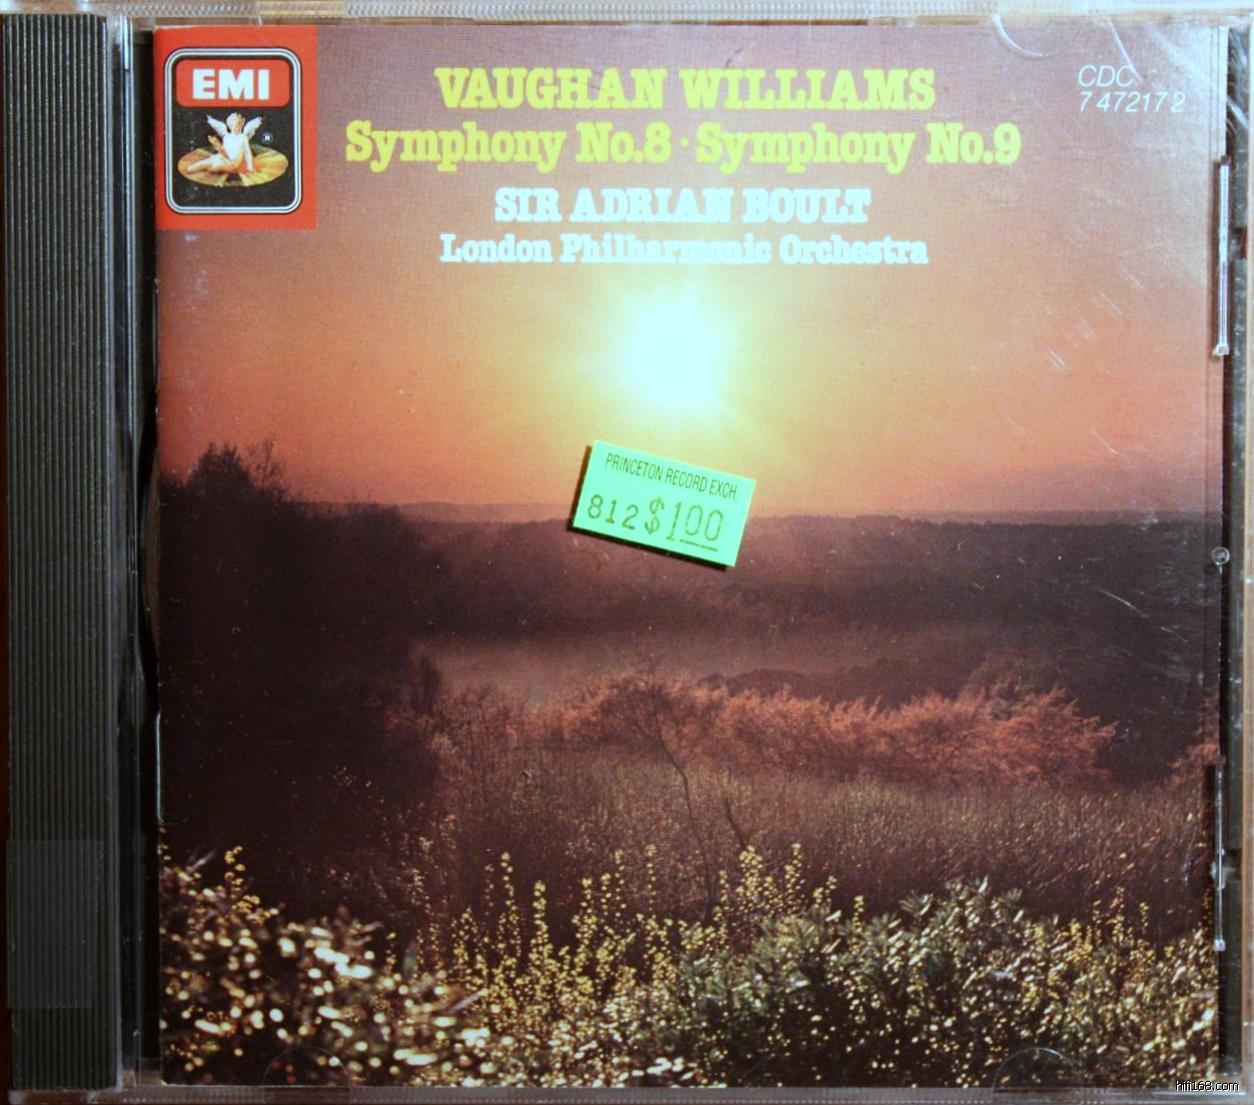 EMI
VAUGHAN WILLIAMS
Symphony No.8 · Symphony No.9
SIR ADRIAN BOULT
London Philharmonic Orchestra
CDC
7 47217 2
PRINCETON RECORD EXCH.
812 $1.00
hifi168.com